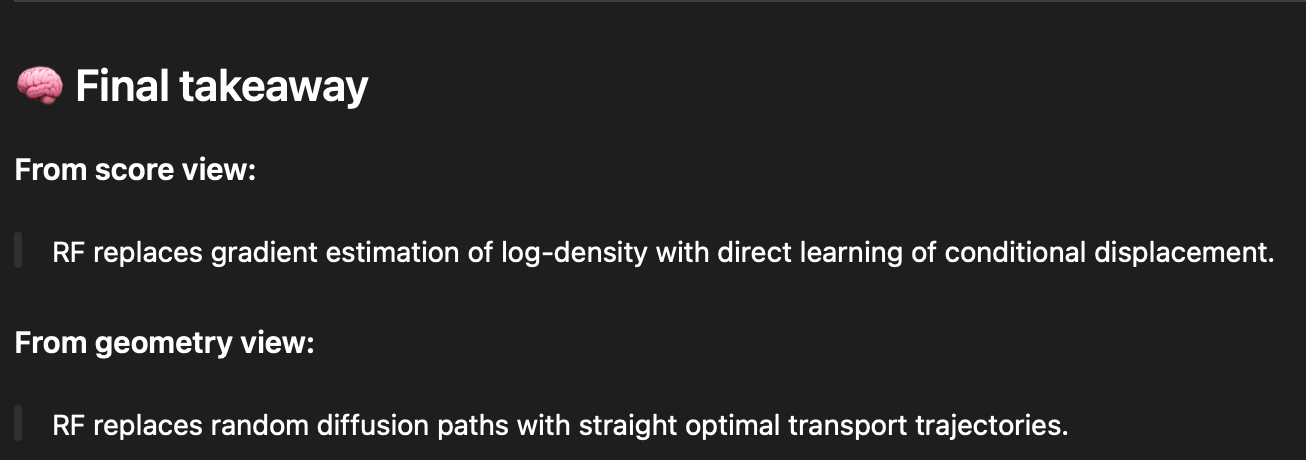 🧠 Final takeaway
From score view:
RF replaces gradient estimation of log-density with direct learning of conditional displacement.
From geometry view:
RF replaces random diffusion paths with straight optimal transport trajectories.